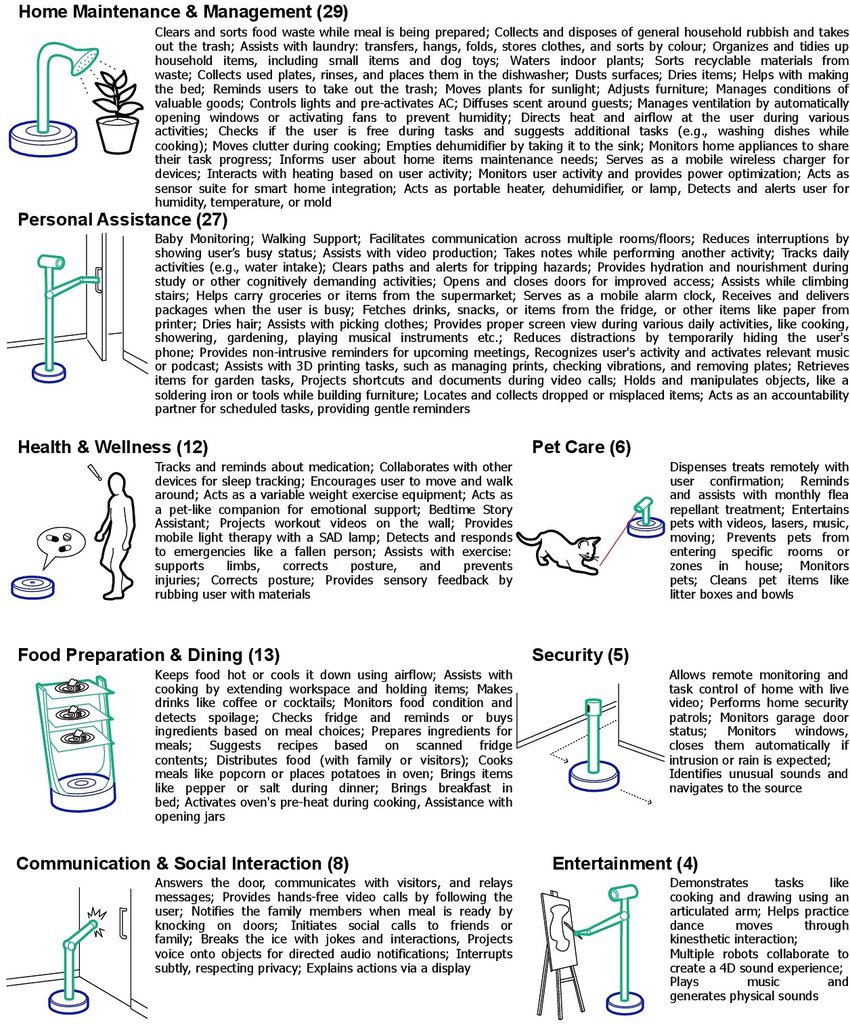 Home Maintenance & Management (29)
Clears and sorts food waste while meal is being prepared; Collects and disposes of general household rubbish and takes
out the trash; Assists with laundry: transfers, hangs, folds, stores clothes, and sorts by colour; Organizes and tidies up
household items, including small items and dog toys; Waters indoor plants; Sorts recyclable materials from
waste; Collects used plates, rinses, and places them in the dishwasher; Dusts surfaces; Dries items; Helps with making
the bed; Reminds users to take out the trash; Moves plants for sunlight; Adjusts furniture; Manages conditions of
valuable goods; Controls lights and pre-activates AC; Diffuses scent around guests; Manages ventilation by automatically
opening windows or activating fans to prevent humidity; Directs heat and airflow at the user during various
activities; Checks if the user is free during tasks and suggests additional tasks (e.g., washing dishes while
cooking); Moves clutter during cooking; Empties dehumidifier by taking it to the sink; Monitors home appliances to share
their task progress; Informs user about home items maintenance needs; Serves as a mobile wireless charger for
devices; Interacts with heating based on user activity; Monitors user activity and provides power optimization; Acts as
sensor suite for smart home integration; Acts as portable heater, dehumidifier, or lamp, Detects and alerts user for
humidity, temperature, or mold
Personal Assistance (27)
Baby Monitoring; Walking Support; Facilitates communication across multiple rooms/floors; Reduces interruptions by
showing user's busy status; Assists with video production; Takes notes while performing another activity; Tracks daily
activities (e.g., water intake); Clears paths and alerts for tripping hazards; Provides hydration and nourishment during
study or other cognitively demanding activities; Opens and closes doors for improved access; Assists while climbing
stairs; Helps carry groceries or items from the supermarket; Serves as a mobile alarm clock, Receives and delivers
packages when the user is busy; Fetches drinks, snacks, or items from the fridge, or other items like paper from
printer; Dries hair; Assists with picking clothes; Provides proper screen view during various daily activities, like cooking,
showering, gardening, playing musical instruments etc.; Reduces distractions by temporarily hiding the user's
phone; Provides non-intrusive reminders for upcoming meetings, Recognizes user's activity and activates relevant music
or podcast; Assists with 3D printing tasks, such as managing prints, checking vibrations, and removing plates; Retrieves
items for garden tasks, Projects shortcuts and documents during video calls; Holds and manipulates objects, like a
soldering iron or tools while building furniture; Locates and collects dropped or misplaced items; Acts as an accountability
partner for scheduled tasks, providing gentle reminders
Health & Wellness (12)
Tracks and reminds about medication; Collaborates with other
devices for sleep tracking; Encourages user to move and walk
around; Acts as a variable weight exercise equipment; Acts as
a pet-like companion for emotional support; Bedtime Story
Assistant; Projects workout videos on the wall; Provides
mobile light therapy with a SAD lamp; Detects and responds
to emergencies like a fallen person; Assists with exercise:
supports limbs, corrects posture, and prevents
injuries; Corrects posture; Provides sensory feedback by
rubbing user with materials
Pet Care (6)
Dispenses treats remotely with
user confirmation; Reminds
and assists with monthly flea
repellant treatment; Entertains
pets with videos, lasers, music,
moving; Prevents pets from
entering specific rooms or
zones in house; Monitors
pets; Cleans pet items like
litter boxes and bowls
Food Preparation & Dining (13)
Keeps food hot or cools it down using airflow; Assists with
cooking by extending workspace and holding items; Makes
drinks like coffee or cocktails; Monitors food condition and
detects spoilage; Checks fridge and reminds or buys
ingredients based on meal choices; Prepares ingredients for
meals; Suggests recipes based on scanned fridge
contents; Distributes food (with family or visitors); Cooks
meals like popcorn or places potatoes in oven; Brings items
like pepper or salt during dinner; Brings breakfast in
bed; Activates oven's pre-heat during cooking, Assistance with
opening jars
Security (5)
Allows remote monitoring and
task control of home with live
video; Performs home security
patrols; Monitors garage door
status; Monitors windows,
closes them automatically if
intrusion or rain is expected;
Identifies unusual sounds and
navigates to the source
Communication & Social Interaction (8)
Answers the door, communicates with visitors, and relays
messages; Provides hands-free video calls by following the
user; Notifies the family members when meal is ready by
knocking on doors; Initiates social calls to friends or
family; Breaks the ice with jokes and interactions, Projects
voice onto objects for directed audio notifications; Interrupts
subtly, respecting privacy; Explains actions via a display
Entertainment (4)
Demonstrates tasks like
cooking and drawing using an
articulated arm; Helps practice
dance moves through
kinesthetic interaction;
Multiple robots collaborate to
create a 4D sound experience;
Plays music and
generates physical sounds